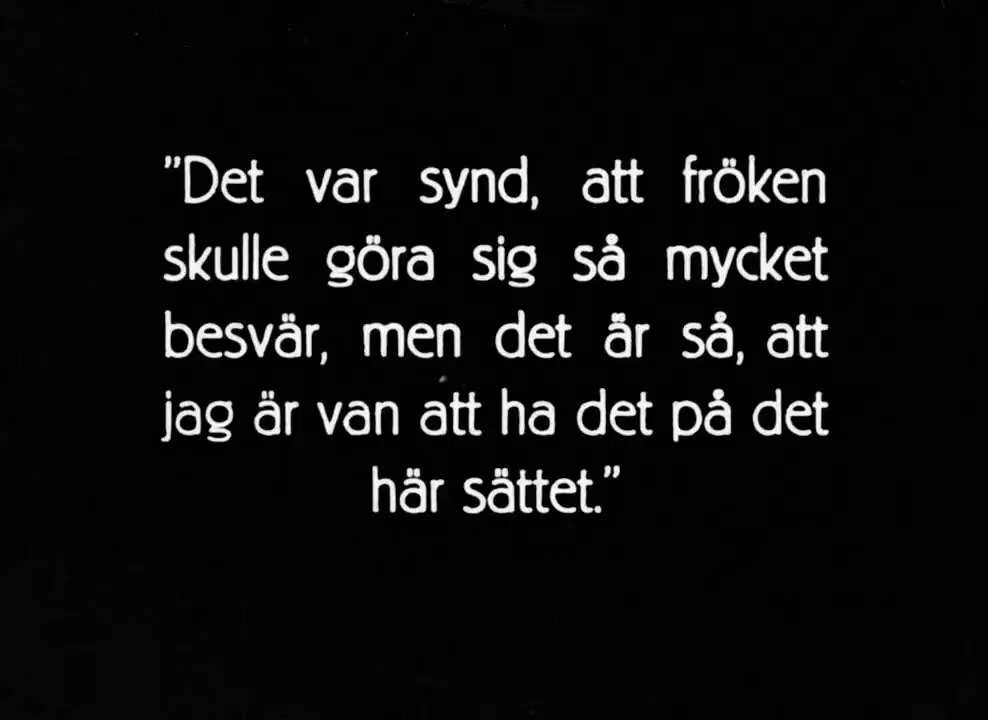 ”Det var synd, att fröken
skulle göra sig så mycket
besvär, men det är så, att
jag är van att ha det på det
här sättet.”